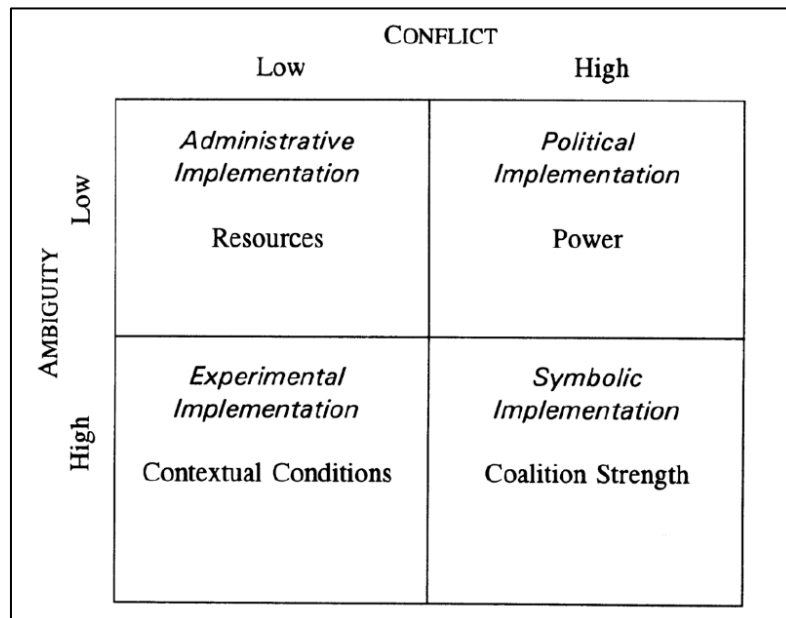 CONFLICT
Low High
Low
Administrative
Implementation
Resources
Political
Implementation
Power
AMBIGUITY
High
Experimental
Implementation
Contextual Conditions
Symbolic
Implementation
Coalition Strength